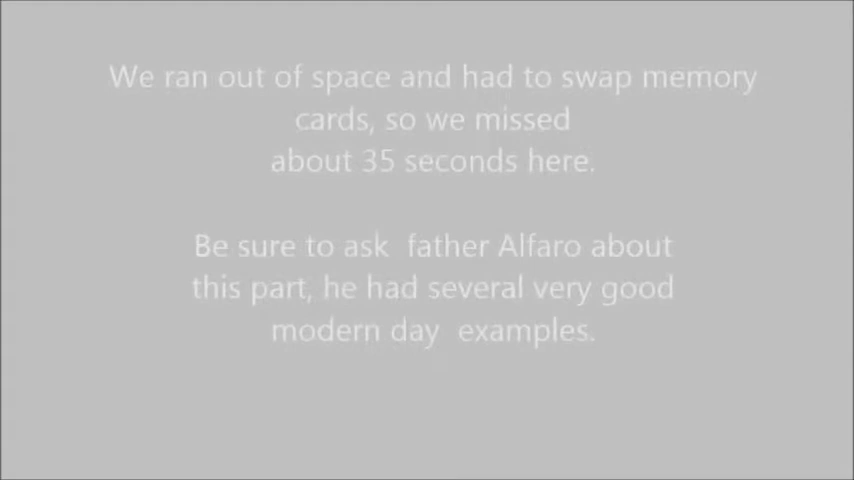 We ran out of space and had to swap memory
cards, so we missed
about 35 seconds here.
Be sure to ask  father Alfaro about
this part, he had several very good
modern day  examples.